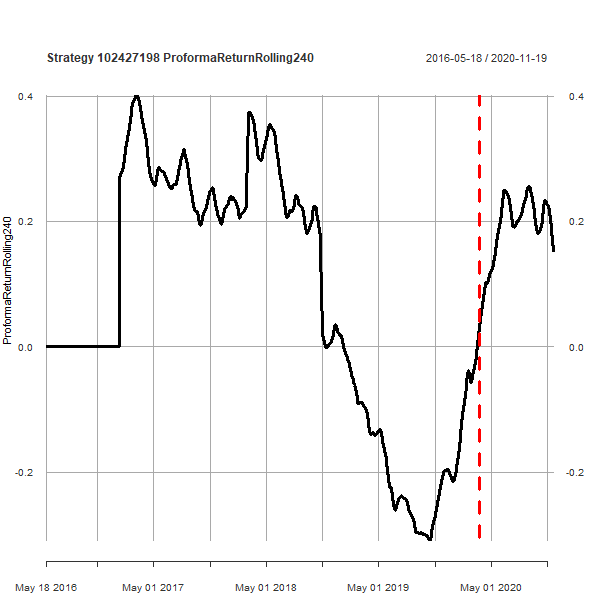 Strategy 102427198 ProformaReturnRolling240
2016-05-18 / 2020-11-19
ProformaReturnRolling240
0.4
0.4
0.2
0.2
0.0
0.0
-0.2
-0.2
May 18 2016
May 01 2017
May 01 2018
May 01 2019
May 01 2020